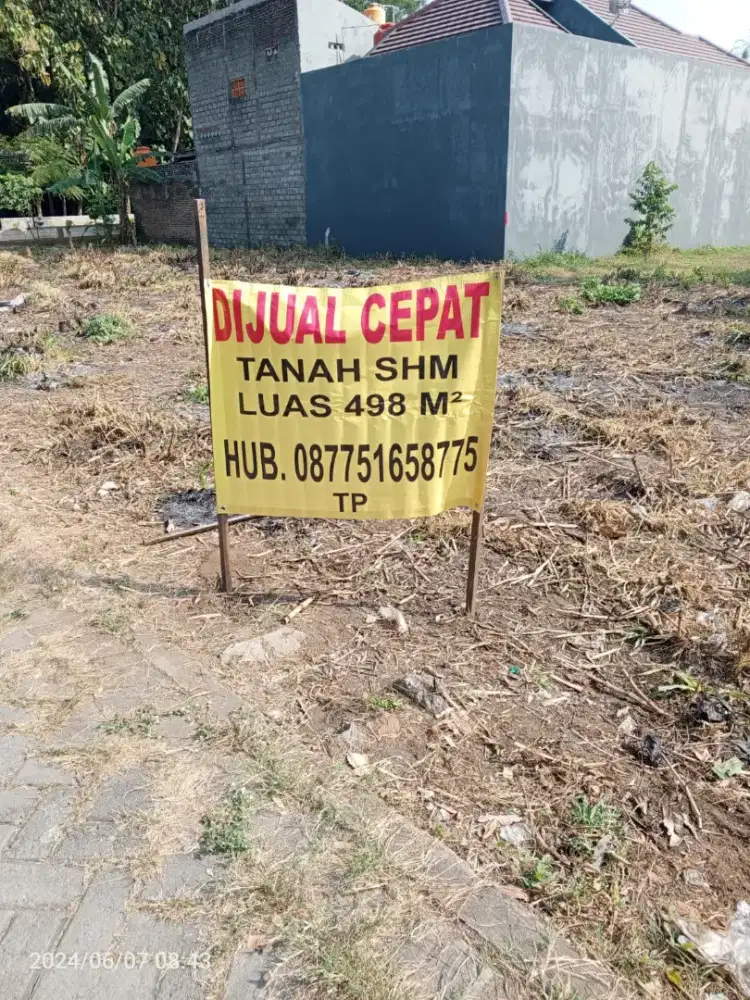 DIJUAL CEPAT
TANAH SHM
LUAS 498 M²
HUB. 087751658775
TP
2024/06/07 08:43